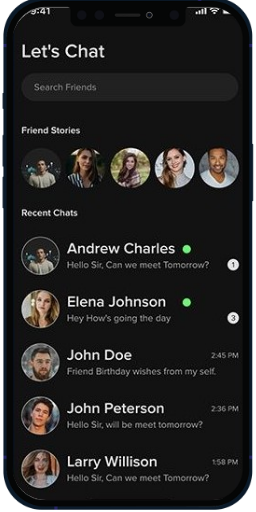 9:41
Let's Chat
Search Friends
Friend Stories
Recent Chats
Andrew Charles
Hello Sir, Can we meet Tomorrow?
1
Elena Johnson
Hey How's going the day
3
John Doe
2:45 PM
Friend Birthday wishes from my self.
John Peterson
2:36 PM
Hello Sir, will be meet tomorrow?
Larry Willison
1:58 PM
Hello Sir, Can we meet Tomorrow?